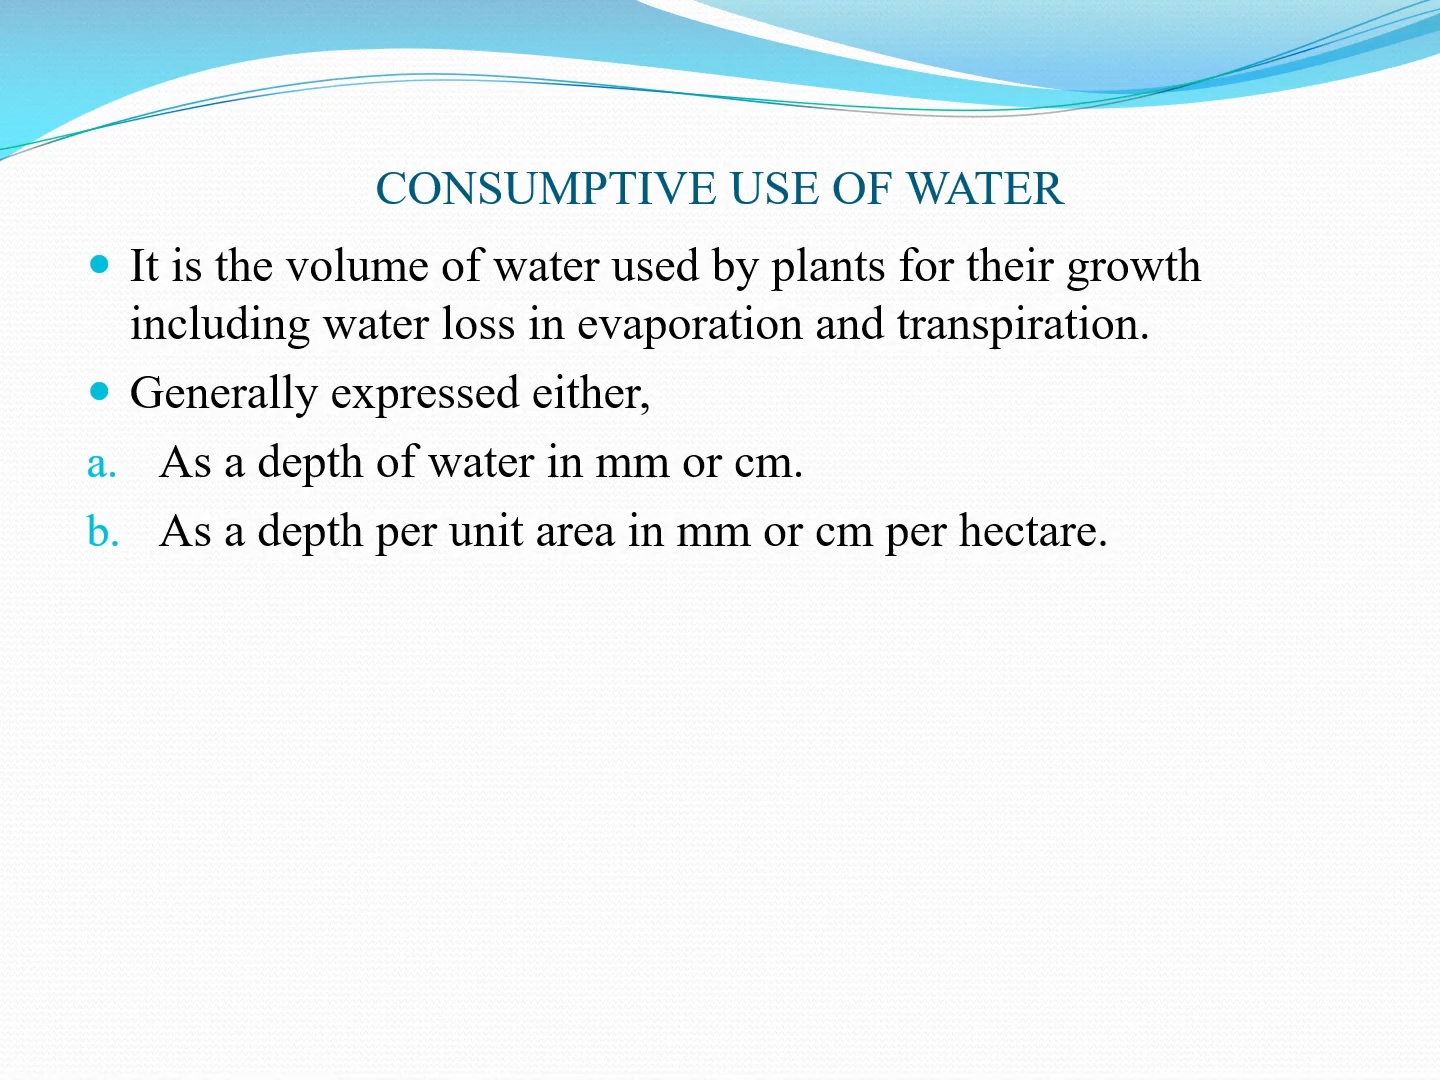 CONSUMPTIVE USE OF WATER
• It is the volume of water used by plants for their growth
including water loss in evaporation and transpiration.
• Generally expressed either,
a. As a depth of water in mm or cm.
b. As a depth per unit area in mm or cm per hectare.